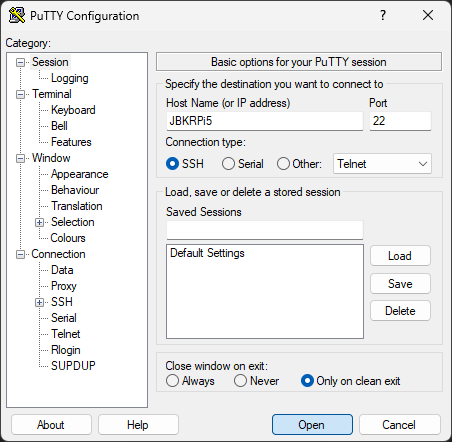 PuTTY Configuration
?
Category:
Session
Logging
Terminal
Keyboard
Bell
Features
Window
Appearance
Behaviour
Translation
Selection
Colours
Connection
Data
Proxy
SSH
Serial
Telnet
Rlogin
SUPDUP
Basic options for your PuTTY session
Specify the destination you want to connect to
Host Name (or IP address) Port
JBKRPi5 22
Connection type:
SSH Serial Other: Telnet
Load, save or delete a stored session
Saved Sessions
Default Settings
Load
Save
Delete
Close window on exit:
Always Never Only on clean exit
About Help Open Cancel